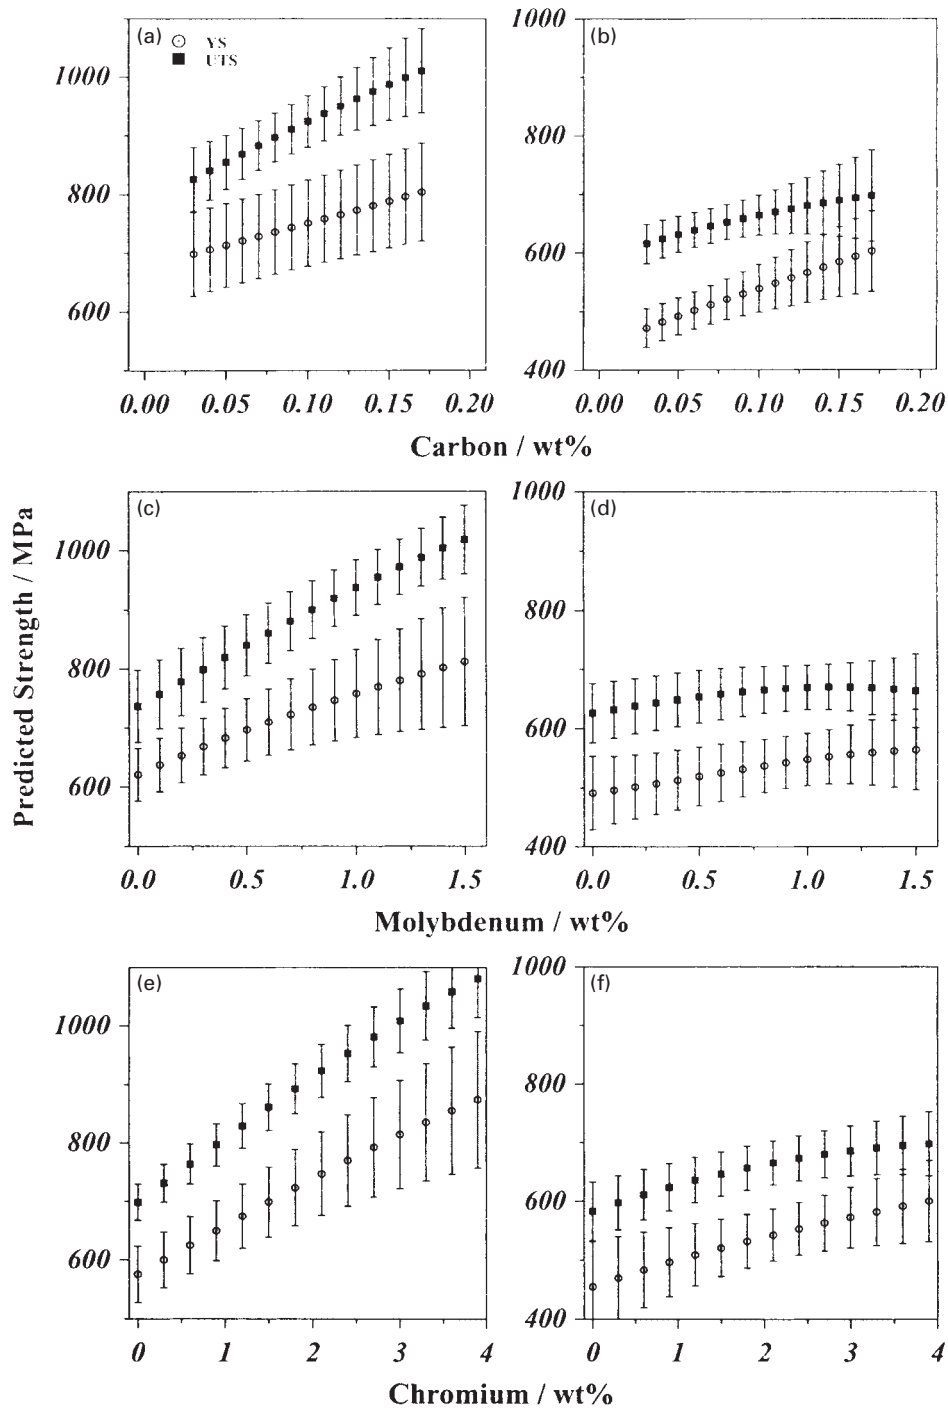 (a)
YS
UTS
1000
800
600
0.00 0.05 0.10 0.15 0.20
(b)
1000
800
600
400
0.00 0.05 0.10 0.15 0.20
Carbon / wt%
Predicted Strength / MPa
(c)
1000
800
600
0.0 0.5 1.0 1.5
(d)
1000
800
600
400
0.0 0.5 1.0 1.5
Molybdenum / wt%
(e)
1000
800
600
0 1 2 3 4
(f)
1000
800
600
400
0 1 2 3 4
Chromium / wt%